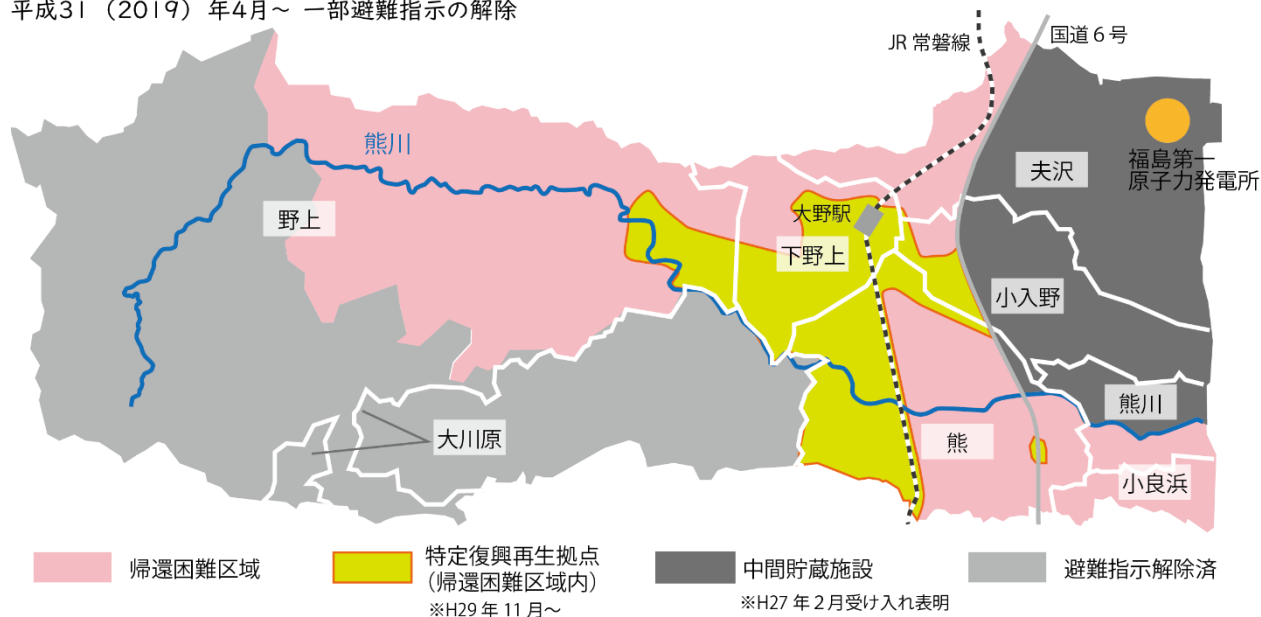 平成31（2019）年4月～ 一部避難指示の解除
JR 常磐線
国道６号
熊川
夫沢
福島第一
原子力発電所
野上
大野駅
下野上
小入野
熊川
大川原
熊
小良浜
帰還困難区域
特定復興再生拠点
（帰還困難区域内）
※H29 年 11 月～
中間貯蔵施設
※H27 年２月受け入れ表明
避難指示解除済